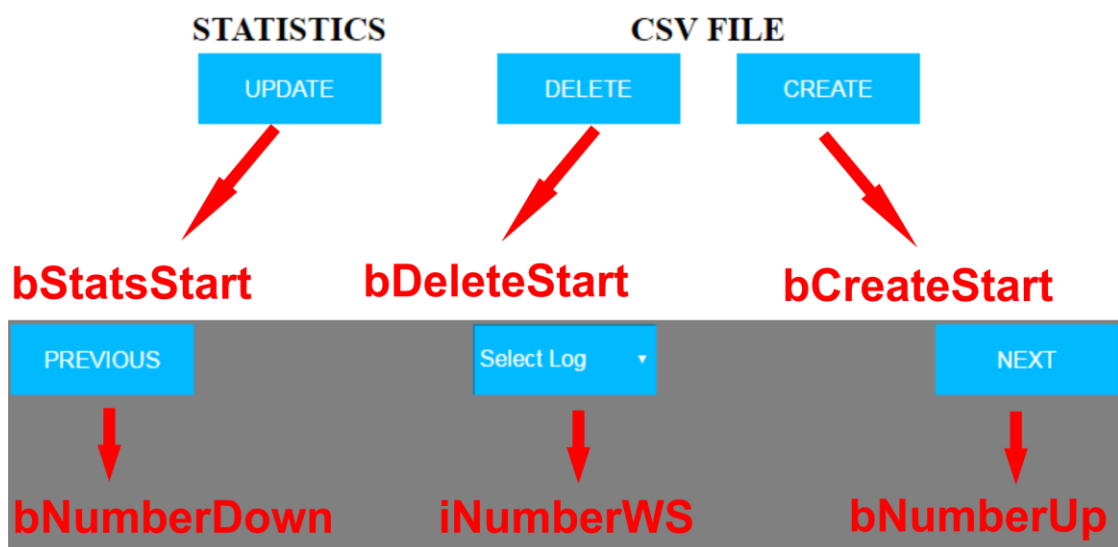 STATISTICS CSV FILE
UPDATE DELETE CREATE
bStatsStart bDeleteStart bCreateStart
PREVIOUS Select Log NEXT
bNumberDown iNumberWS bNumberUp